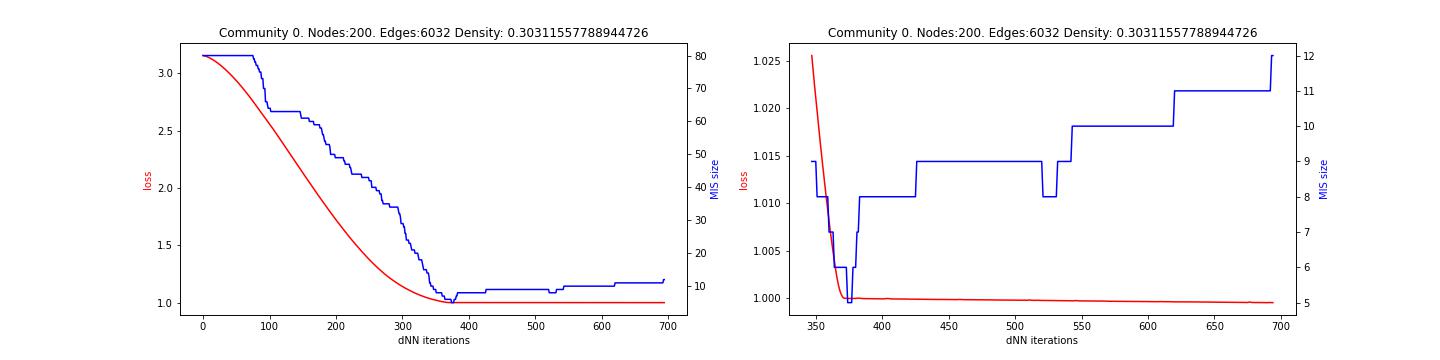 Community 0. Nodes:200. Edges:6032 Density: 0.30311557788944726
3.0
2.5
2.0
1.5
1.0
loss
80
70
60
50
40
30
20
10
MIS size
0 100 200 300 400 500 600 700
dNN iterations
Community 0. Nodes:200. Edges:6032 Density: 0.30311557788944726
1.025
1.020
1.015
1.010
1.005
1.000
loss
12
11
10
9
8
7
6
5
MIS size
350 400 450 500 550 600 650 700
dNN iterations